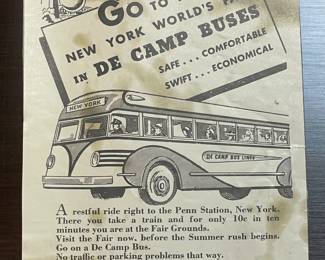 GO TO
NEW YORK WORLD'S
IN DE CAMP BUSES
SAFE . . . COMFORTABLE
SWIFT . . . ECONOMICAL
NEW YORK
DE CAMP BUS LINES
A restful ride right to the Penn Station, New York.
There you take a train and for only 10c in ten
minutes you are at the Fair Grounds.
Visit the Fair now, before the Summer rush begins.
Go on a De Camp Bus.
No traffic or parking problems that way.